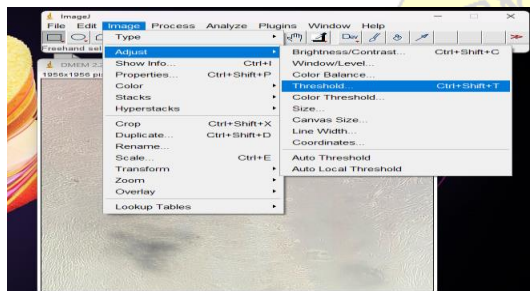 ImageJ
File Edit Image Process Analyze Plugins Window Help
Dev
Freehand sel
DMEM 2
1956x1956 pi
Type
Adjust
Show Info... Ctrl+I
Properties... Ctrl+Shift+P
Color
Stacks
Hyperstacks
Crop Ctrl+Shift+X
Duplicate... Ctrl+Shift+D
Rename...
Scale... Ctrl+E
Transform
Zoom
Overlay
Lookup Tables
Brightness/Contrast... Ctrl+Shift+C
Window/Level...
Color Balance...
Threshold... Ctrl+Shift+T
Color Threshold...
Size...
Canvas Size...
Line Width...
Coordinates...
Auto Threshold
Auto Local Threshold